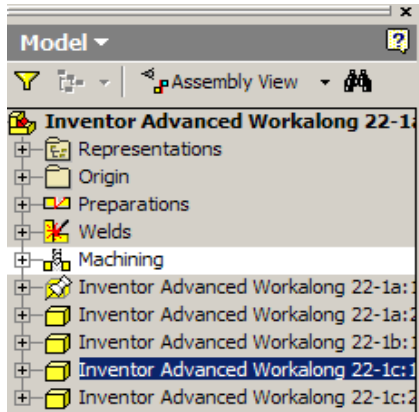 Model
Assembly View
Inventor Advanced Workalong 22-1
Representations
Origin
Preparations
Welds
Machining
Inventor Advanced Workalong 22-1a:1
Inventor Advanced Workalong 22-1a:2
Inventor Advanced Workalong 22-1b:1
Inventor Advanced Workalong 22-1c:1
Inventor Advanced Workalong 22-1c:2